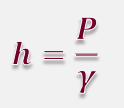 h = P / γ